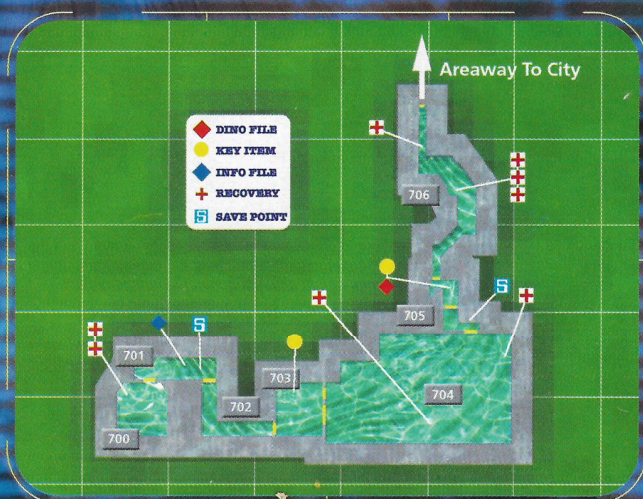 Areaway To City
DINO FILE
KEY ITEM
INFO FILE
RECOVERY
S SAVE POINT
706
S
705
S
701
703
704
702
700